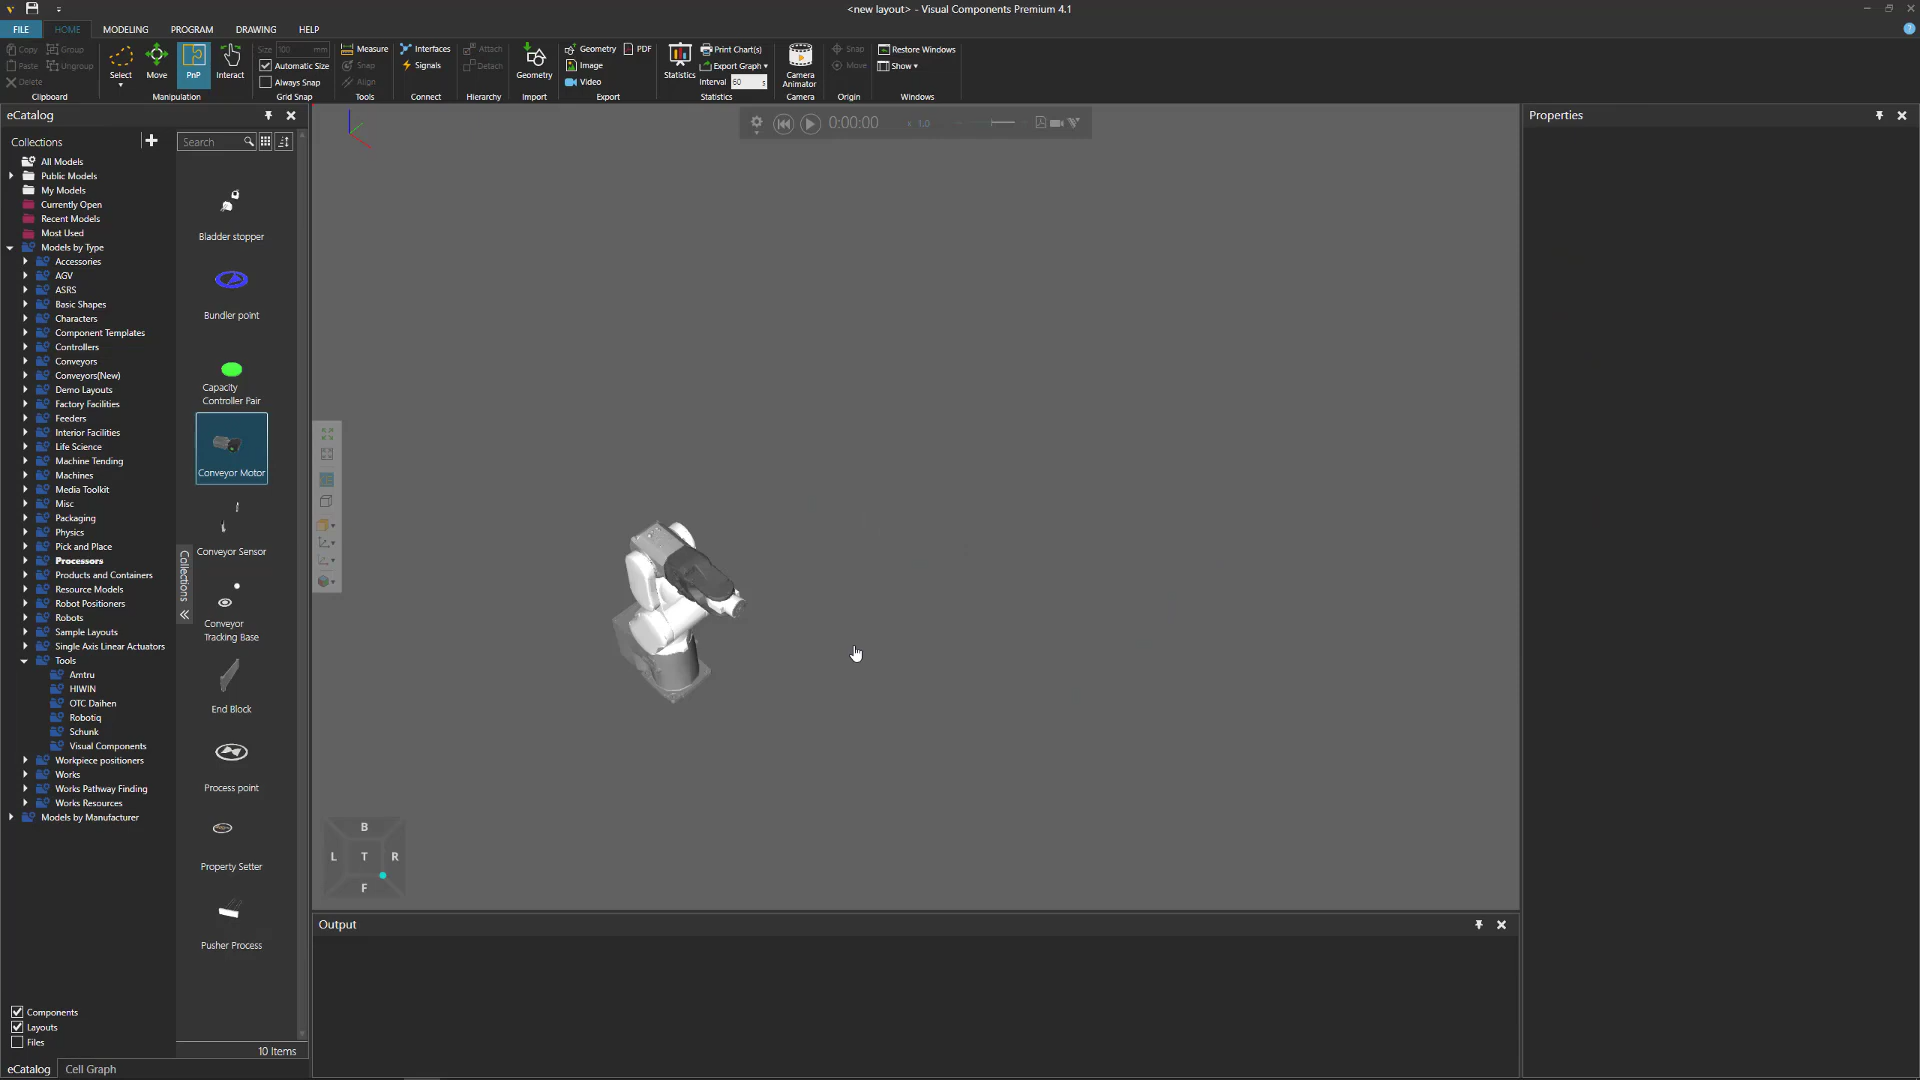 <new layout> - Visual Components Premium 4.1
FILE HOME MODELING PROGRAM DRAWING HELP
Copy Group
Paste Ungroup
Delete
Clipboard
Select Move PnP Interact
Manipulation
Size 100 mm
Automatic Size
Always Snap
Grid Snap
Measure
Snap
Align
Tools
Interfaces
Signals
Connect
Attach
Detach
Hierarchy
Geometry
Import
Geometry PDF
Image
Video
Export
Statistics
Print Chart(s)
Export Graph
Interval 60 s
Statistics
Camera
Animator
Camera
Snap
Move
Origin
Restore Windows
Show
Windows
eCatalog
Collections
Search
All Models
Public Models
My Models
Currently Open
Recent Models
Most Used
Models by Type
Accessories
AGV
ASRS
Basic Shapes
Characters
Component Templates
Controllers
Conveyors
Conveyors(New)
Demo Layouts
Factory Facilities
Feeders
Interior Facilities
Life Science
Machine Tending
Machines
Media Toolkit
Misc
Packaging
Physics
Pick and Place
Processors
Products and Containers
Resource Models
Robot Positioners
Robots
Sample Layouts
Single Axis Linear Actuators
Tools
Amtru
HIWIN
OTC Daihen
Robotiq
Schunk
Visual Components
Workpiece positioners
Works
Works Pathway Finding
Works Resources
Models by Manufacturer
Components
Layouts
Files
eCatalog Cell Graph
Collections
Bladder stopper
Bundler point
Capacity
Controller Pair
Conveyor Motor
Conveyor Sensor
Conveyor
Tracking Base
End Block
Process point
Property Setter
Pusher Process
10 Items
0:00:00 x 1.0
B
L T R
F
Output
Properties